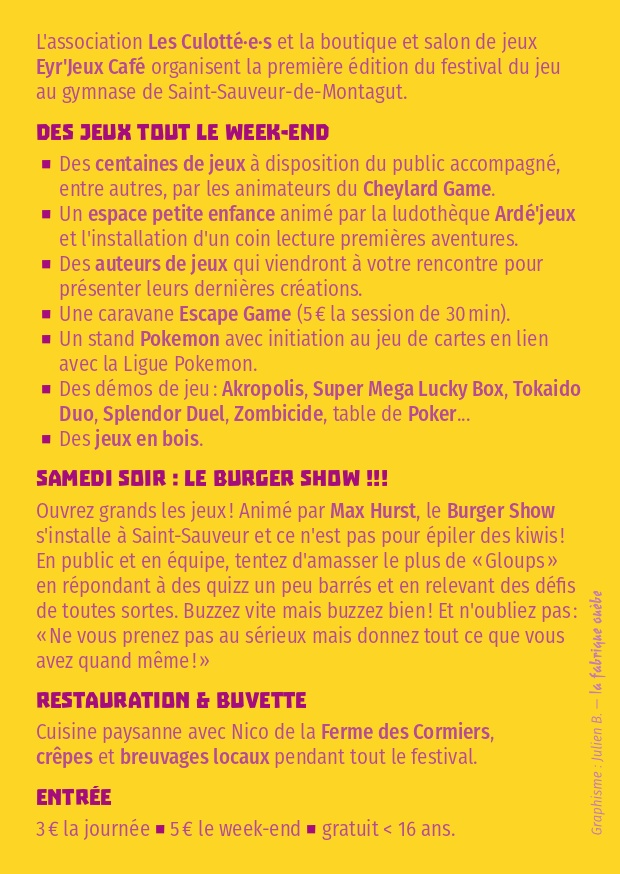 L'association Les Culotté·e·s et la boutique et salon de jeux
Eyr'Jeux Café organisent la première édition du festival du jeu
au gymnase de Saint-Sauveur-de-Montagut.
DES JEUX TOUT LE WEEK-END
▪ Des centaines de jeux à disposition du public accompagné,
entre autres, par les animateurs du Cheylard Game.
▪ Un espace petite enfance animé par la ludothèque Ardé'jeux
et l'installation d'un coin lecture premières aventures.
▪ Des auteurs de jeux qui viendront à votre rencontre pour
présenter leurs dernières créations.
▪ Une caravane Escape Game (5 € la session de 30 min).
▪ Un stand Pokemon avec initiation au jeu de cartes en lien
avec la Ligue Pokemon.
▪ Des démos de jeu : Akropolis, Super Mega Lucky Box, Tokaido
Duo, Splendor Duel, Zombicide, table de Poker...
▪ Des jeux en bois.
SAMEDI SOIR : LE BURGER SHOW !!!
Ouvrez grands les jeux ! Animé par Max Hurst, le Burger Show
s'installe à Saint-Sauveur et ce n'est pas pour épiler des kiwis !
En public et en équipe, tentez d'amasser le plus de « Gloups »
en répondant à des quizz un peu barrés et en relevant des défis
de toutes sortes. Buzzez vite mais buzzez bien ! Et n'oubliez pas :
« Ne vous prenez pas au sérieux mais donnez tout ce que vous
avez quand même ! »
RESTAURATION & BUVETTE
Cuisine paysanne avec Nico de la Ferme des Cormiers,
crêpes et breuvages locaux pendant tout le festival.
ENTRÉE
3 € la journée ▪ 5 € le week-end ▪ gratuit < 16 ans.
Graphisme : Julien B. — la fabrique ouèbe